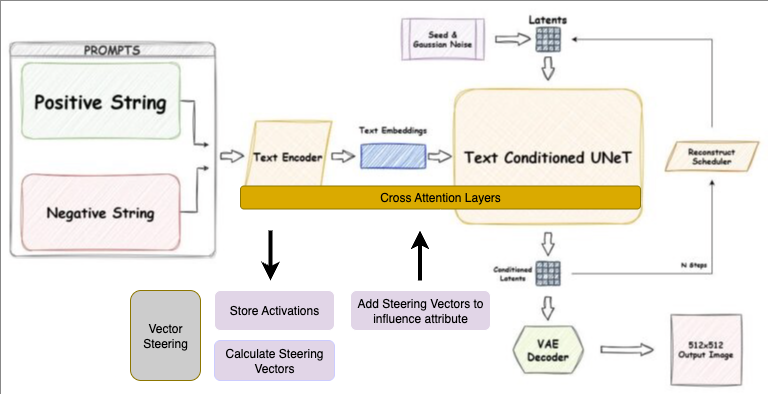 PROMPTS
Positive String
Negative String
Text Encoder
Text Embeddings
Seed &
Gaussian Noise
Latents
Text Conditioned UNeT
Reconstruct
Scheduler
Cross Attention Layers
Conditioned
Latents
N Steps
Vector
Steering
Store Activations
Calculate Steering
Vectors
Add Steering Vectors to
influence attribute
VAE
Decoder
512x512
Output Image